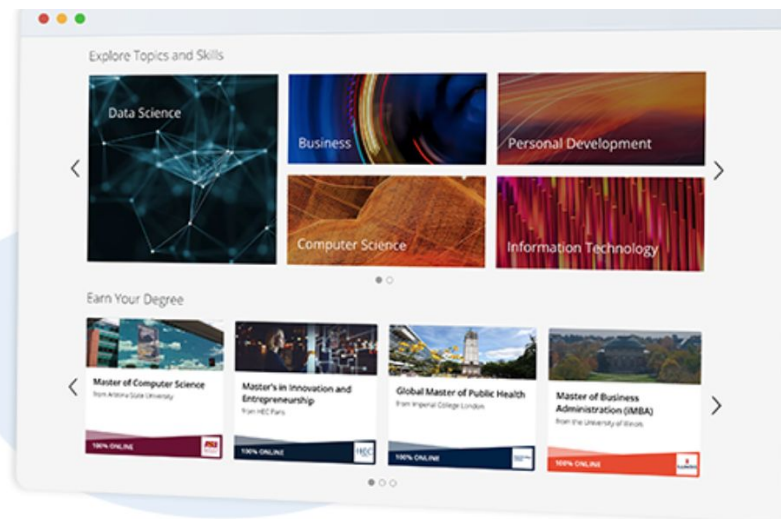 Explore Topics and Skills
Data Science
Business
Personal Development
Computer Science
Information Technology
Earn Your Degree
Master of Computer Science
from Arizona State University
100% ONLINE
Master's in Innovation and
Entrepreneurship
from HEC Paris
100% ONLINE
HEC
Global Master of Public Health
from Imperial College London
100% ONLINE
Master of Business
Administration (iMBA)
from the University of Illinois
100% ONLINE
ILLINOIS